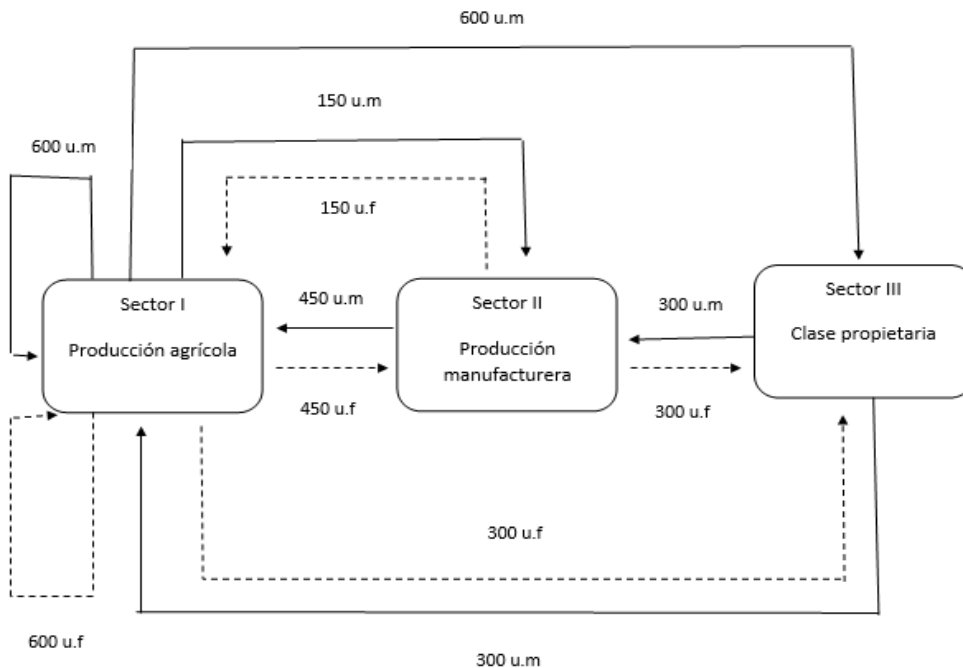 600 u.m
150 u.m
600 u.m
150 u.f
Sector I
Producción agrícola
450 u.m
450 u.f
Sector II
Producción
manufacturera
300 u.m
300 u.f
Sector III
Clase propietaria
300 u.f
600 u.f
300 u.m